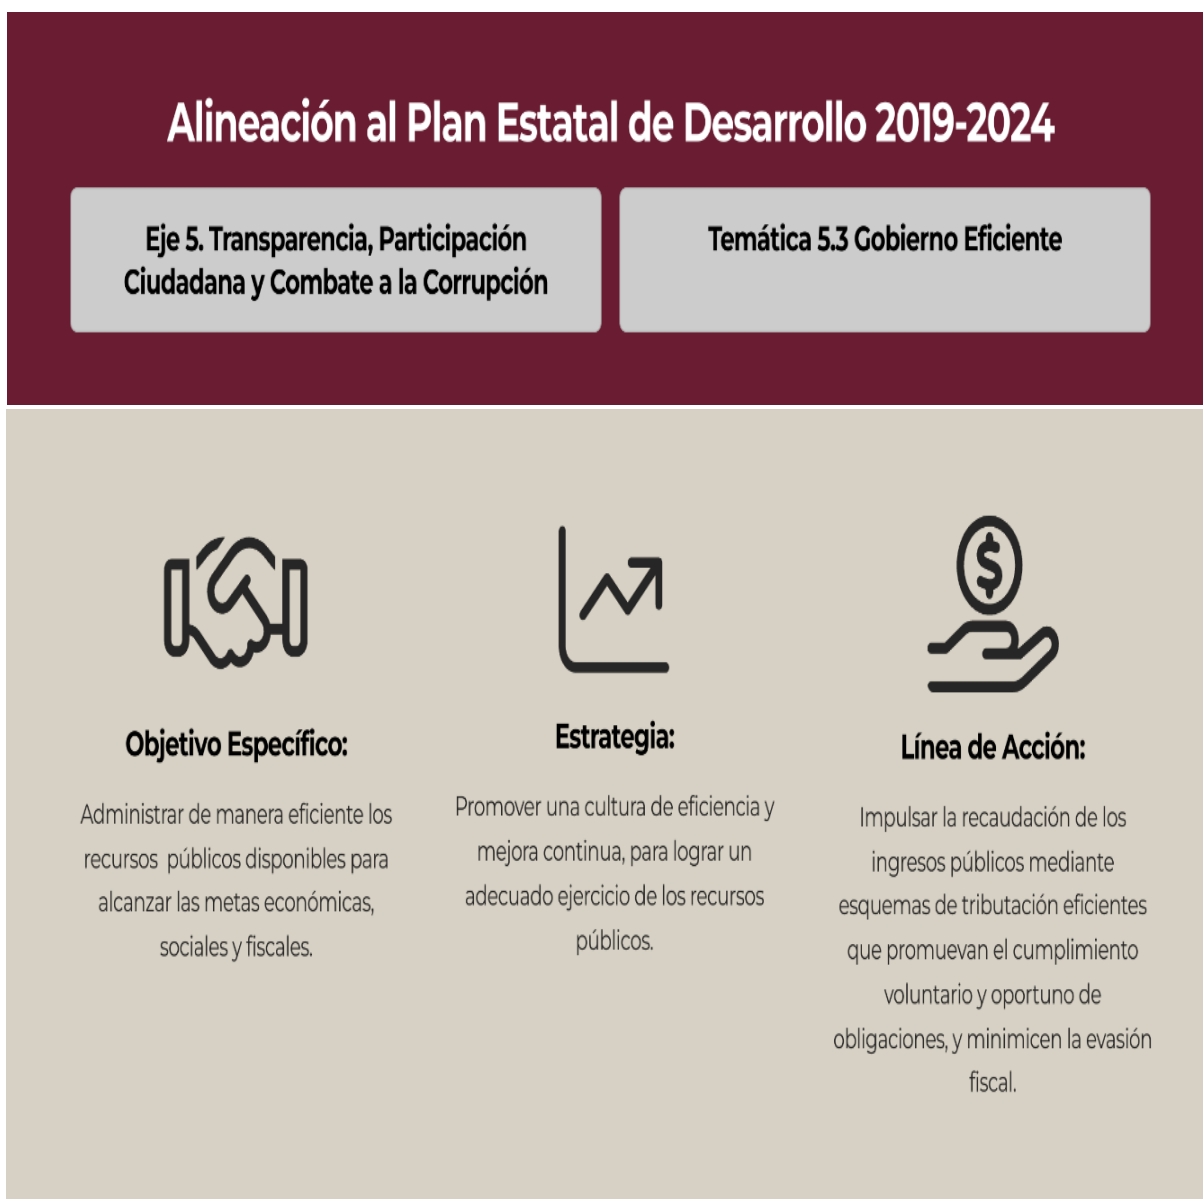 Alineación al Plan Estatal de Desarrollo 2019-2024
Eje 5. Transparencia, Participación
Ciudadana y Combate a la Corrupción
Temática 5.3 Gobierno Eficiente
Objetivo Específico:
Administrar de manera eficiente los
recursos públicos disponibles para
alcanzar las metas económicas,
sociales y fiscales.
Estrategia:
Promover una cultura de eficiencia y
mejora continua, para lograr un
adecuado ejercicio de los recursos
públicos.
$
Línea de Acción:
Impulsar la recaudación de los
ingresos públicos mediante
esquemas de tributación eficientes
que promuevan el cumplimiento
voluntario y oportuno de
obligaciones, y minimicen la evasión
fiscal.